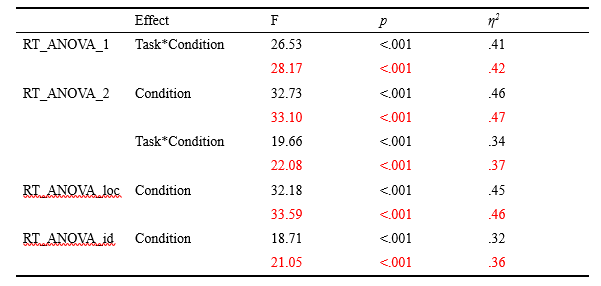 Effect F p η²
RT_ANOVA_1 Task*Condition 26.53 <.001 .41
28.17 <.001 .42
RT_ANOVA_2 Condition 32.73 <.001 .46
33.10 <.001 .47
Task*Condition 19.66 <.001 .34
22.08 <.001 .37
RT_ANOVA_loc Condition 32.18 <.001 .45
33.59 <.001 .46
RT_ANOVA_id Condition 18.71 <.001 .32
21.05 <.001 .36